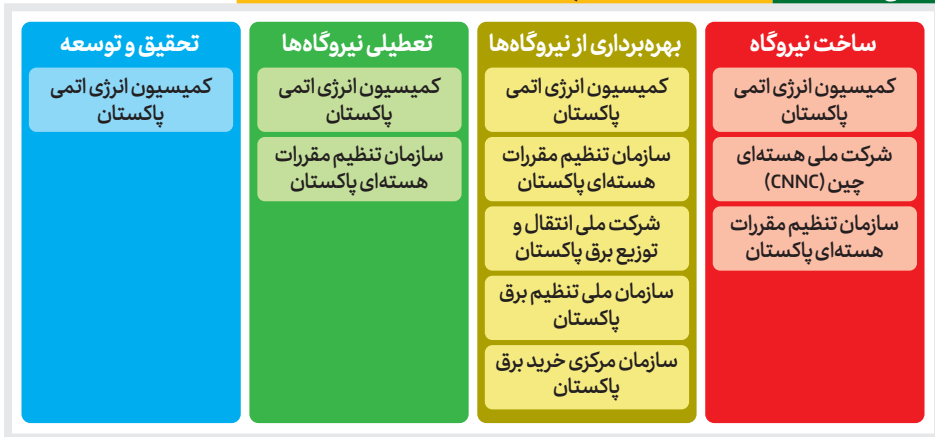 ساخت نیروگاه
کمیسیون انرژی اتمی
پاکستان
شرکت ملی هسته‌ای
چین (CNNC)
سازمان تنظیم مقررات
هسته‌ای پاکستان
بهره‌برداری از نیروگاه‌ها
کمیسیون انرژی اتمی
پاکستان
سازمان تنظیم مقررات
هسته‌ای پاکستان
شرکت ملی انتقال و
توزیع برق پاکستان
سازمان ملی تنظیم برق
پاکستان
سازمان مرکزی خرید برق
پاکستان
تعطیلی نیروگاه‌ها
کمیسیون انرژی اتمی
پاکستان
سازمان تنظیم مقررات
هسته‌ای پاکستان
تحقیق و توسعه
کمیسیون انرژی اتمی
پاکستان